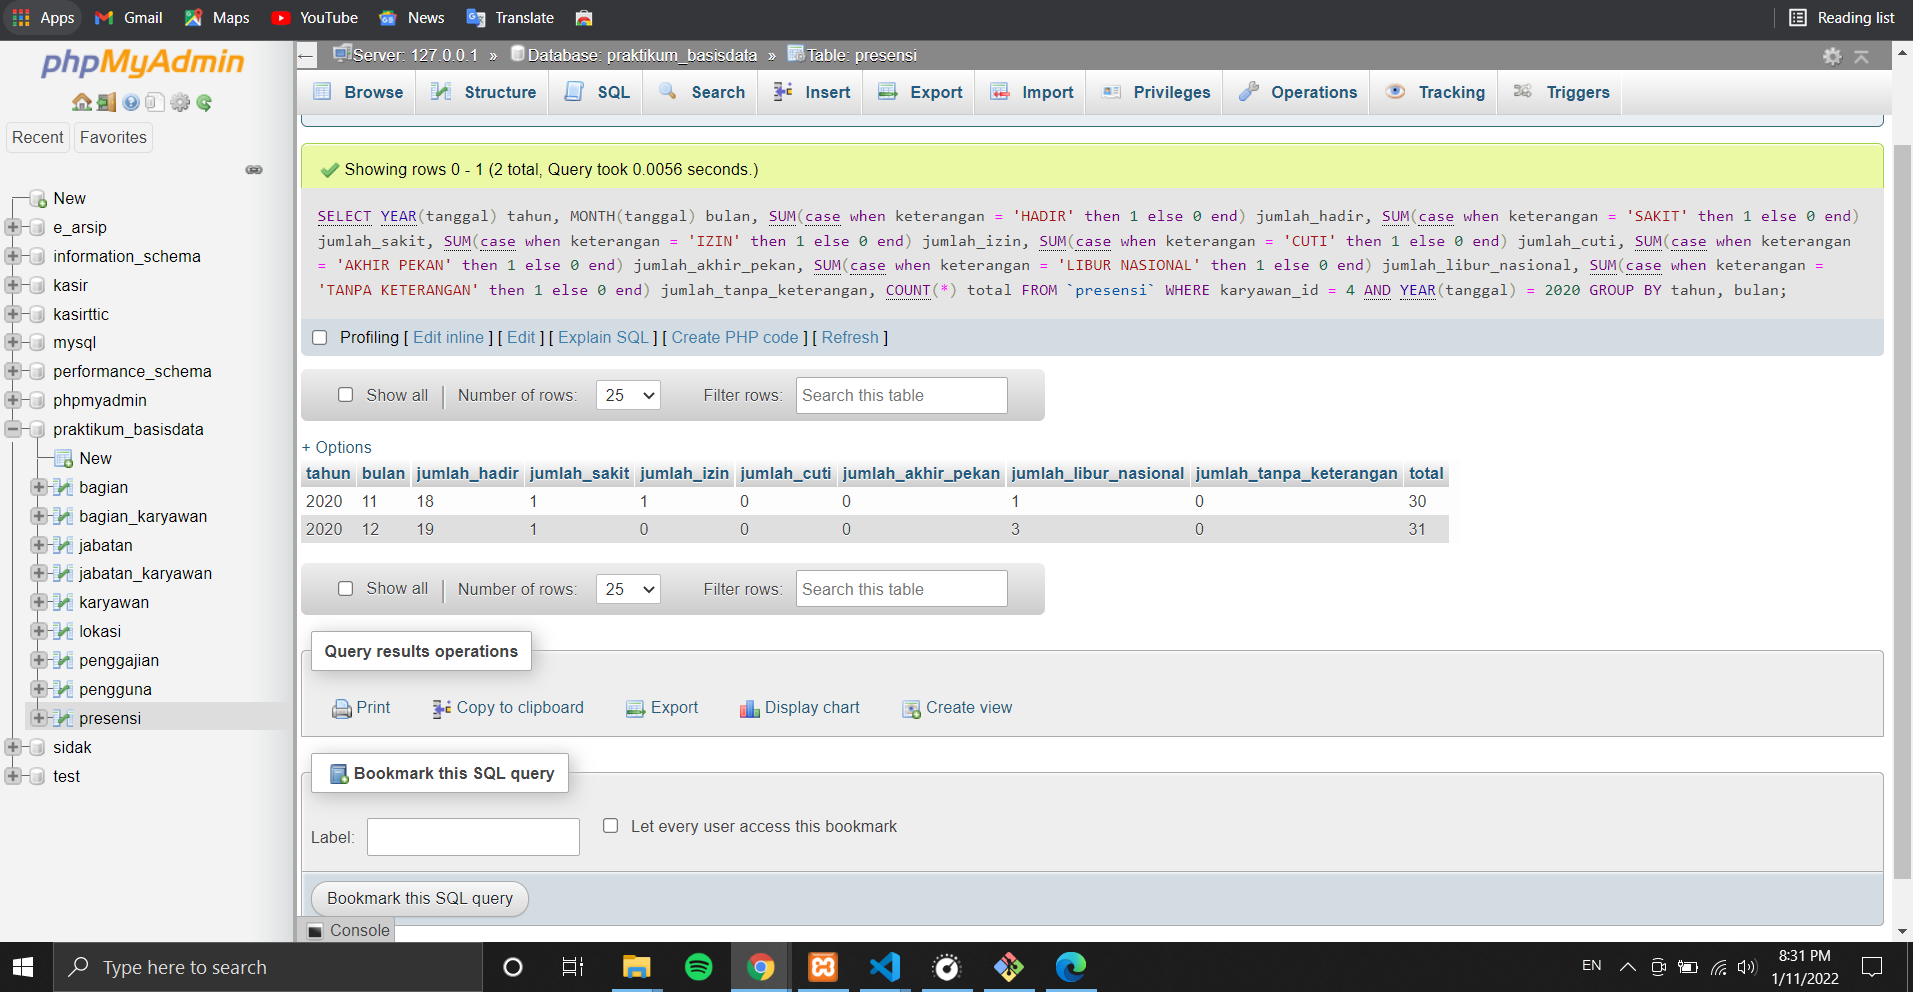 Apps Gmail Maps YouTube News Translate Reading list
phpMyAdmin
Recent Favorites
New
e_arsip
information_schema
kasir
kasirttic
mysql
performance_schema
phpmyadmin
praktikum_basisdata
New
bagian
bagian_karyawan
jabatan
jabatan_karyawan
karyawan
lokasi
penggajian
pengguna
presensi
sidak
test
Server: 127.0.0.1 » Database: praktikum_basisdata » Table: presensi
Browse Structure SQL Search Insert Export Import Privileges Operations Tracking Triggers
Showing rows 0 - 1 (2 total, Query took 0.0056 seconds.)
SELECT YEAR(tanggal) tahun, MONTH(tanggal) bulan, SUM(case when keterangan = 'HADIR' then 1 else 0 end) jumlah_hadir, SUM(case when keterangan = 'SAKIT' then 1 else 0 end)
jumlah_sakit, SUM(case when keterangan = 'IZIN' then 1 else 0 end) jumlah_izin, SUM(case when keterangan = 'CUTI' then 1 else 0 end) jumlah_cuti, SUM(case when keterangan
= 'AKHIR PEKAN' then 1 else 0 end) jumlah_akhir_pekan, SUM(case when keterangan = 'LIBUR NASIONAL' then 1 else 0 end) jumlah_libur_nasional, SUM(case when keterangan =
'TANPA KETERANGAN' then 1 else 0 end) jumlah_tanpa_keterangan, COUNT(*) total FROM `presensi` WHERE karyawan_id = 4 AND YEAR(tanggal) = 2020 GROUP BY tahun, bulan;
Profiling [ Edit inline ] [ Edit ] [ Explain SQL ] [ Create PHP code ] [ Refresh ]
Show all Number of rows: 25 Filter rows: Search this table
+ Options
tahun bulan jumlah_hadir jumlah_sakit jumlah_izin jumlah_cuti jumlah_akhir_pekan jumlah_libur_nasional jumlah_tanpa_keterangan total
2020 11 18 1 1 0 0 1 0 30
2020 12 19 1 0 0 0 3 0 31
Show all Number of rows: 25 Filter rows: Search this table
Query results operations
Print Copy to clipboard Export Display chart Create view
Bookmark this SQL query
Label: Let every user access this bookmark
Bookmark this SQL query
Console
Type here to search
EN
8:31 PM
1/11/2022